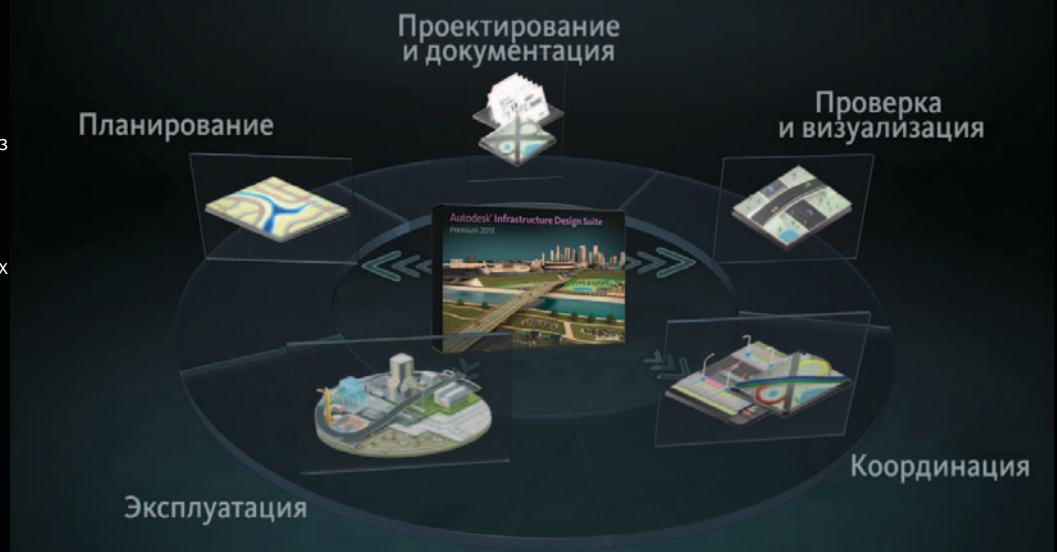 Проектирование
и документация
Планирование
Проверка
и визуализация
з
х
Autodesk® Infrastructure Design Suite
Premium 2013
Эксплуатация
Координация